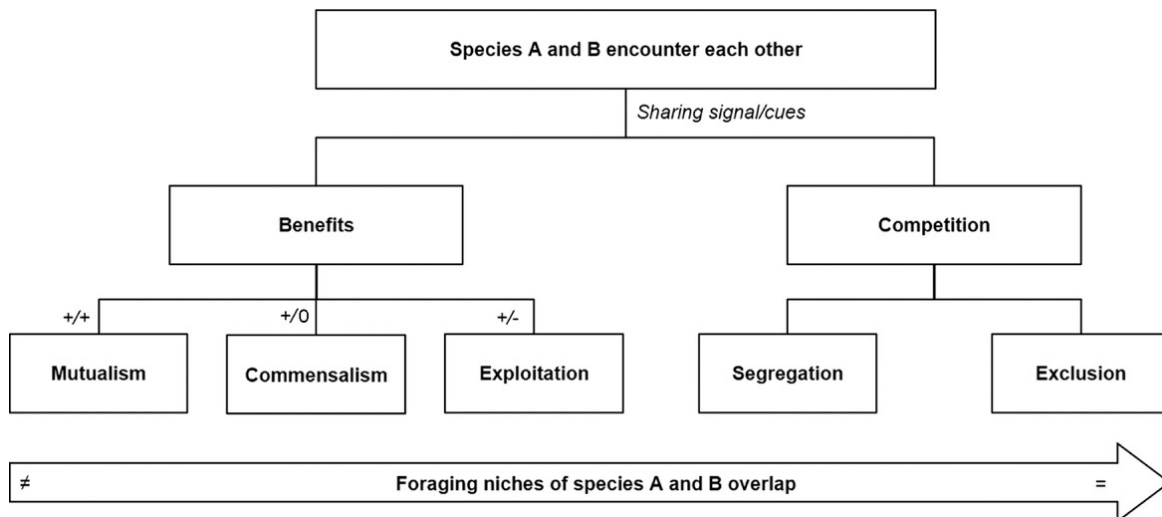 Species A and B encounter each other
Sharing signal/cues
Benefits
Competition
+/+
+/0
+/-
Mutualism
Commensalism
Exploitation
Segregation
Exclusion
≠
Foraging niches of species A and B overlap
=